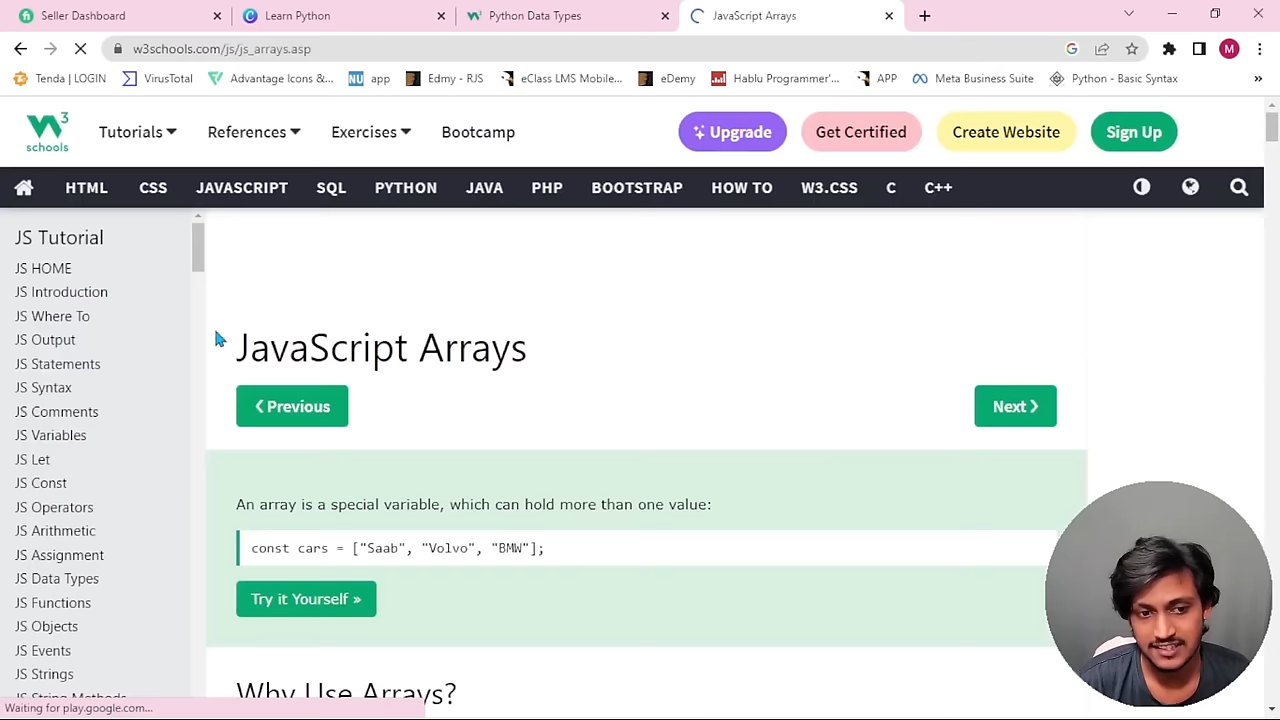 Seller Dashboard
Learn Python
Python Data Types
JavaScript Arrays
w3schools.com/js/js_arrays.asp
M
Tenda | LOGIN
VirusTotal
Advantage Icons &...
NU app
Edmy - RJS
eClass LMS Mobile...
eDemy
Hablu Programmer'...
APP
Meta Business Suite
Python - Basic Syntax
W3 schools
Tutorials
References
Exercises
Bootcamp
Upgrade
Get Certified
Create Website
Sign Up
HTML
CSS
JAVASCRIPT
SQL
PYTHON
JAVA
PHP
BOOTSTRAP
HOW TO
W3.CSS
C
C++
JS Tutorial
JS HOME
JS Introduction
JS Where To
JS Output
JS Statements
JS Syntax
JS Comments
JS Variables
JS Let
JS Const
JS Operators
JS Arithmetic
JS Assignment
JS Data Types
JS Functions
JS Objects
JS Events
JS Strings
JS String Methods
JavaScript Arrays
❮ Previous
Next ❯
An array is a special variable, which can hold more than one value:
const cars = ["Saab", "Volvo", "BMW"];
Try it Yourself »
Why Use Arrays?
Waiting for play.google.com...